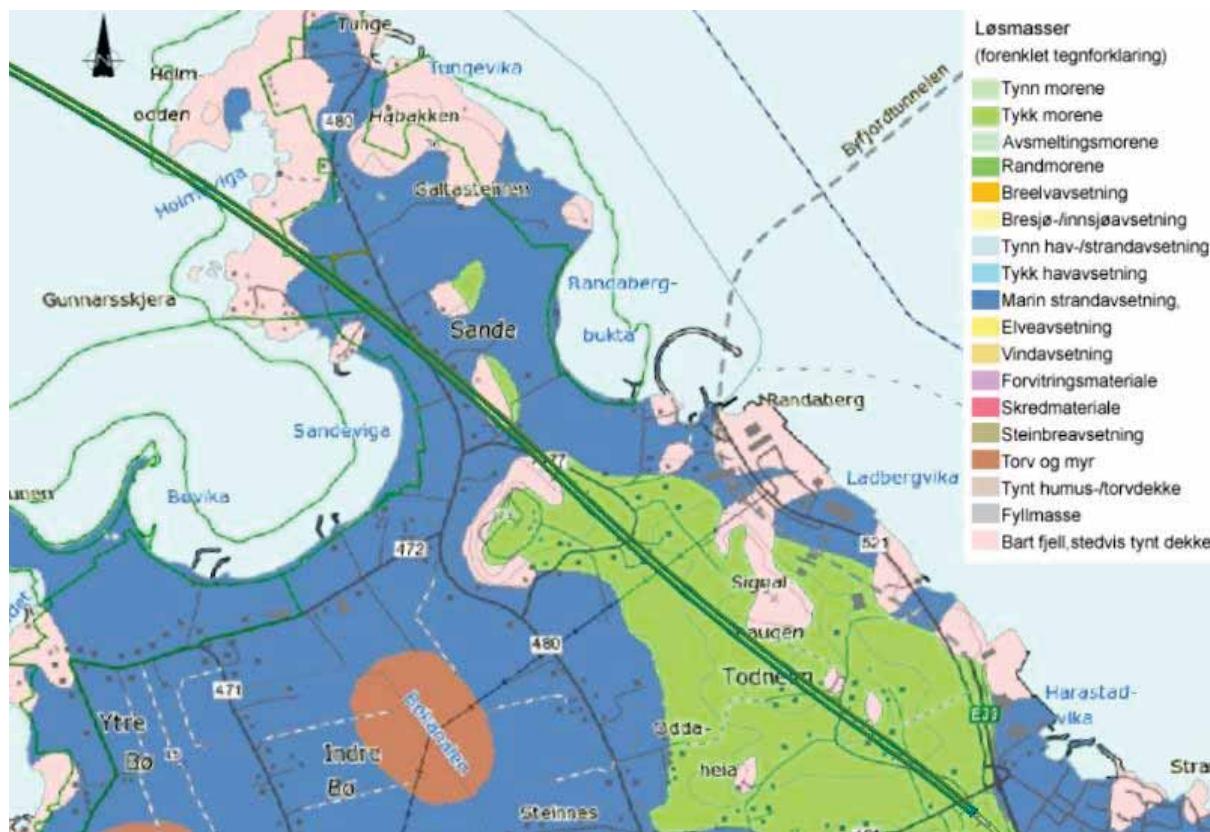 Tunge
Holm-
odden
Tungevika
480
Håbakken
Galtasteinen
Byfjordtunnelen
Gunnarsskjera
Randaberg-
bukta
Sande
Sandeviga
Randaberg
Bøvika
Ladbergvika
472
521
Signal
haugen
480
Todneim
471
Ytre
Bø
Indre
Bø
E39
Harastad-
vika
Odda-
heia
Steinnes
Stra
N
Løsmasser
(forenklet tegnforklaring)
Tynn morene
Tykk morene
Avsmeltingsmorene
Randmorene
Breelvavsetning
Bresjø-/innsjøavsetning
Tynn hav-/strandavsetning
Tykk havavsetning
Marin strandavsetning,
Elveavsetning
Vindavsetning
Forvitringsmateriale
Skredmateriale
Steinbreavsetning
Torv og myr
Tynt humus-/torvdekke
Fyllmasse
Bart fjell,stedvis tynt dekke